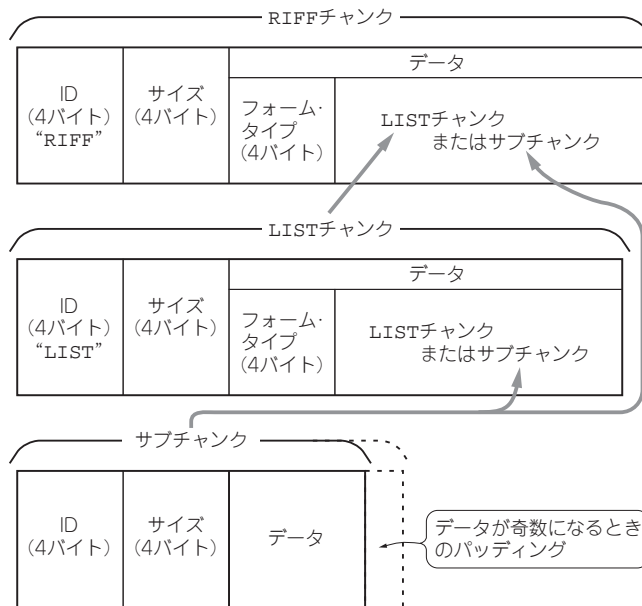 RIFFチャンク
ID
(4バイト)
“RIFF”
サイズ
(4バイト)
データ
フォーム・
タイプ
(4バイト)
LISTチャンク
またはサブチャンク
LISTチャンク
ID
(4バイト)
“LIST”
サイズ
(4バイト)
データ
フォーム・
タイプ
(4バイト)
LISTチャンク
またはサブチャンク
サブチャンク
ID
(4バイト)
サイズ
(4バイト)
データ
データが奇数になるとき
のパッディング